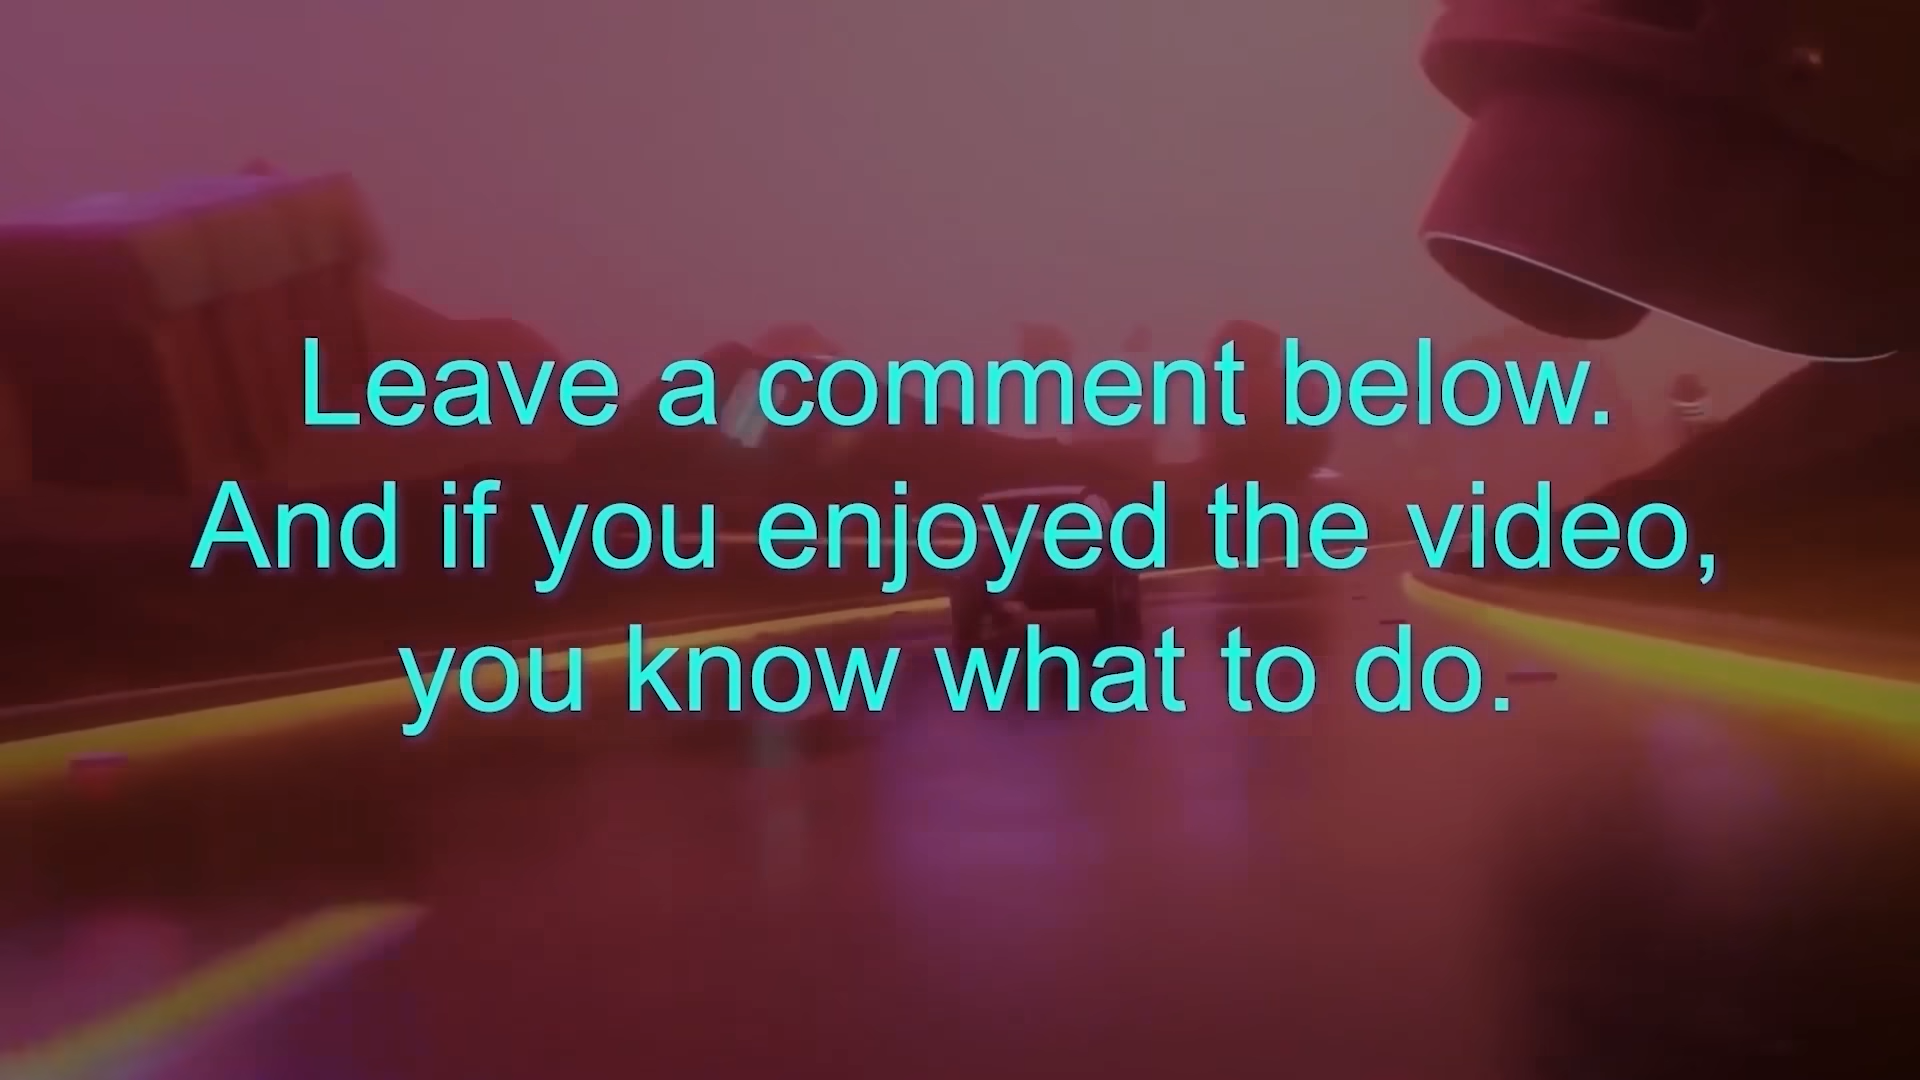 Leave a comment below.
And if you enjoyed the video,
you know what to do.